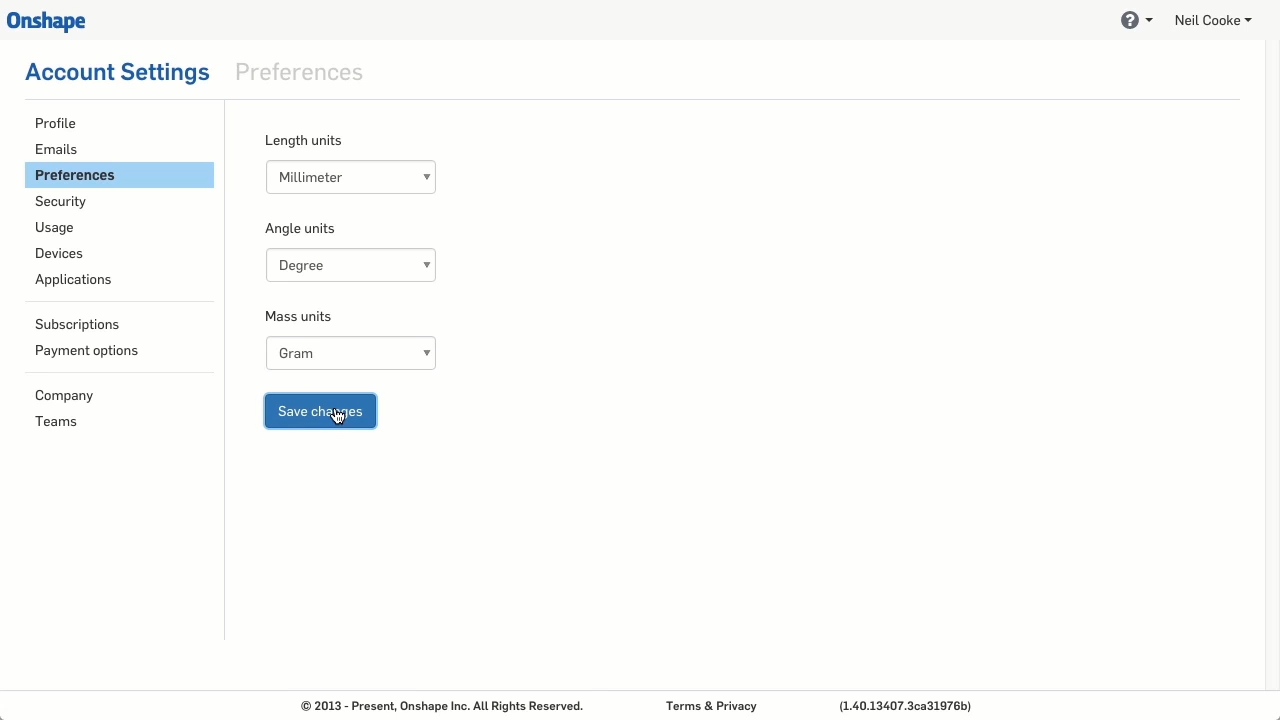 Onshape
Neil Cooke
Account Settings Preferences
Profile
Emails
Preferences
Security
Usage
Devices
Applications
Subscriptions
Payment options
Company
Teams
Length units
Millimeter
Angle units
Degree
Mass units
Gram
Save changes
© 2013 - Present, Onshape Inc. All Rights Reserved. Terms & Privacy (1.40.13407.3ca31976b)